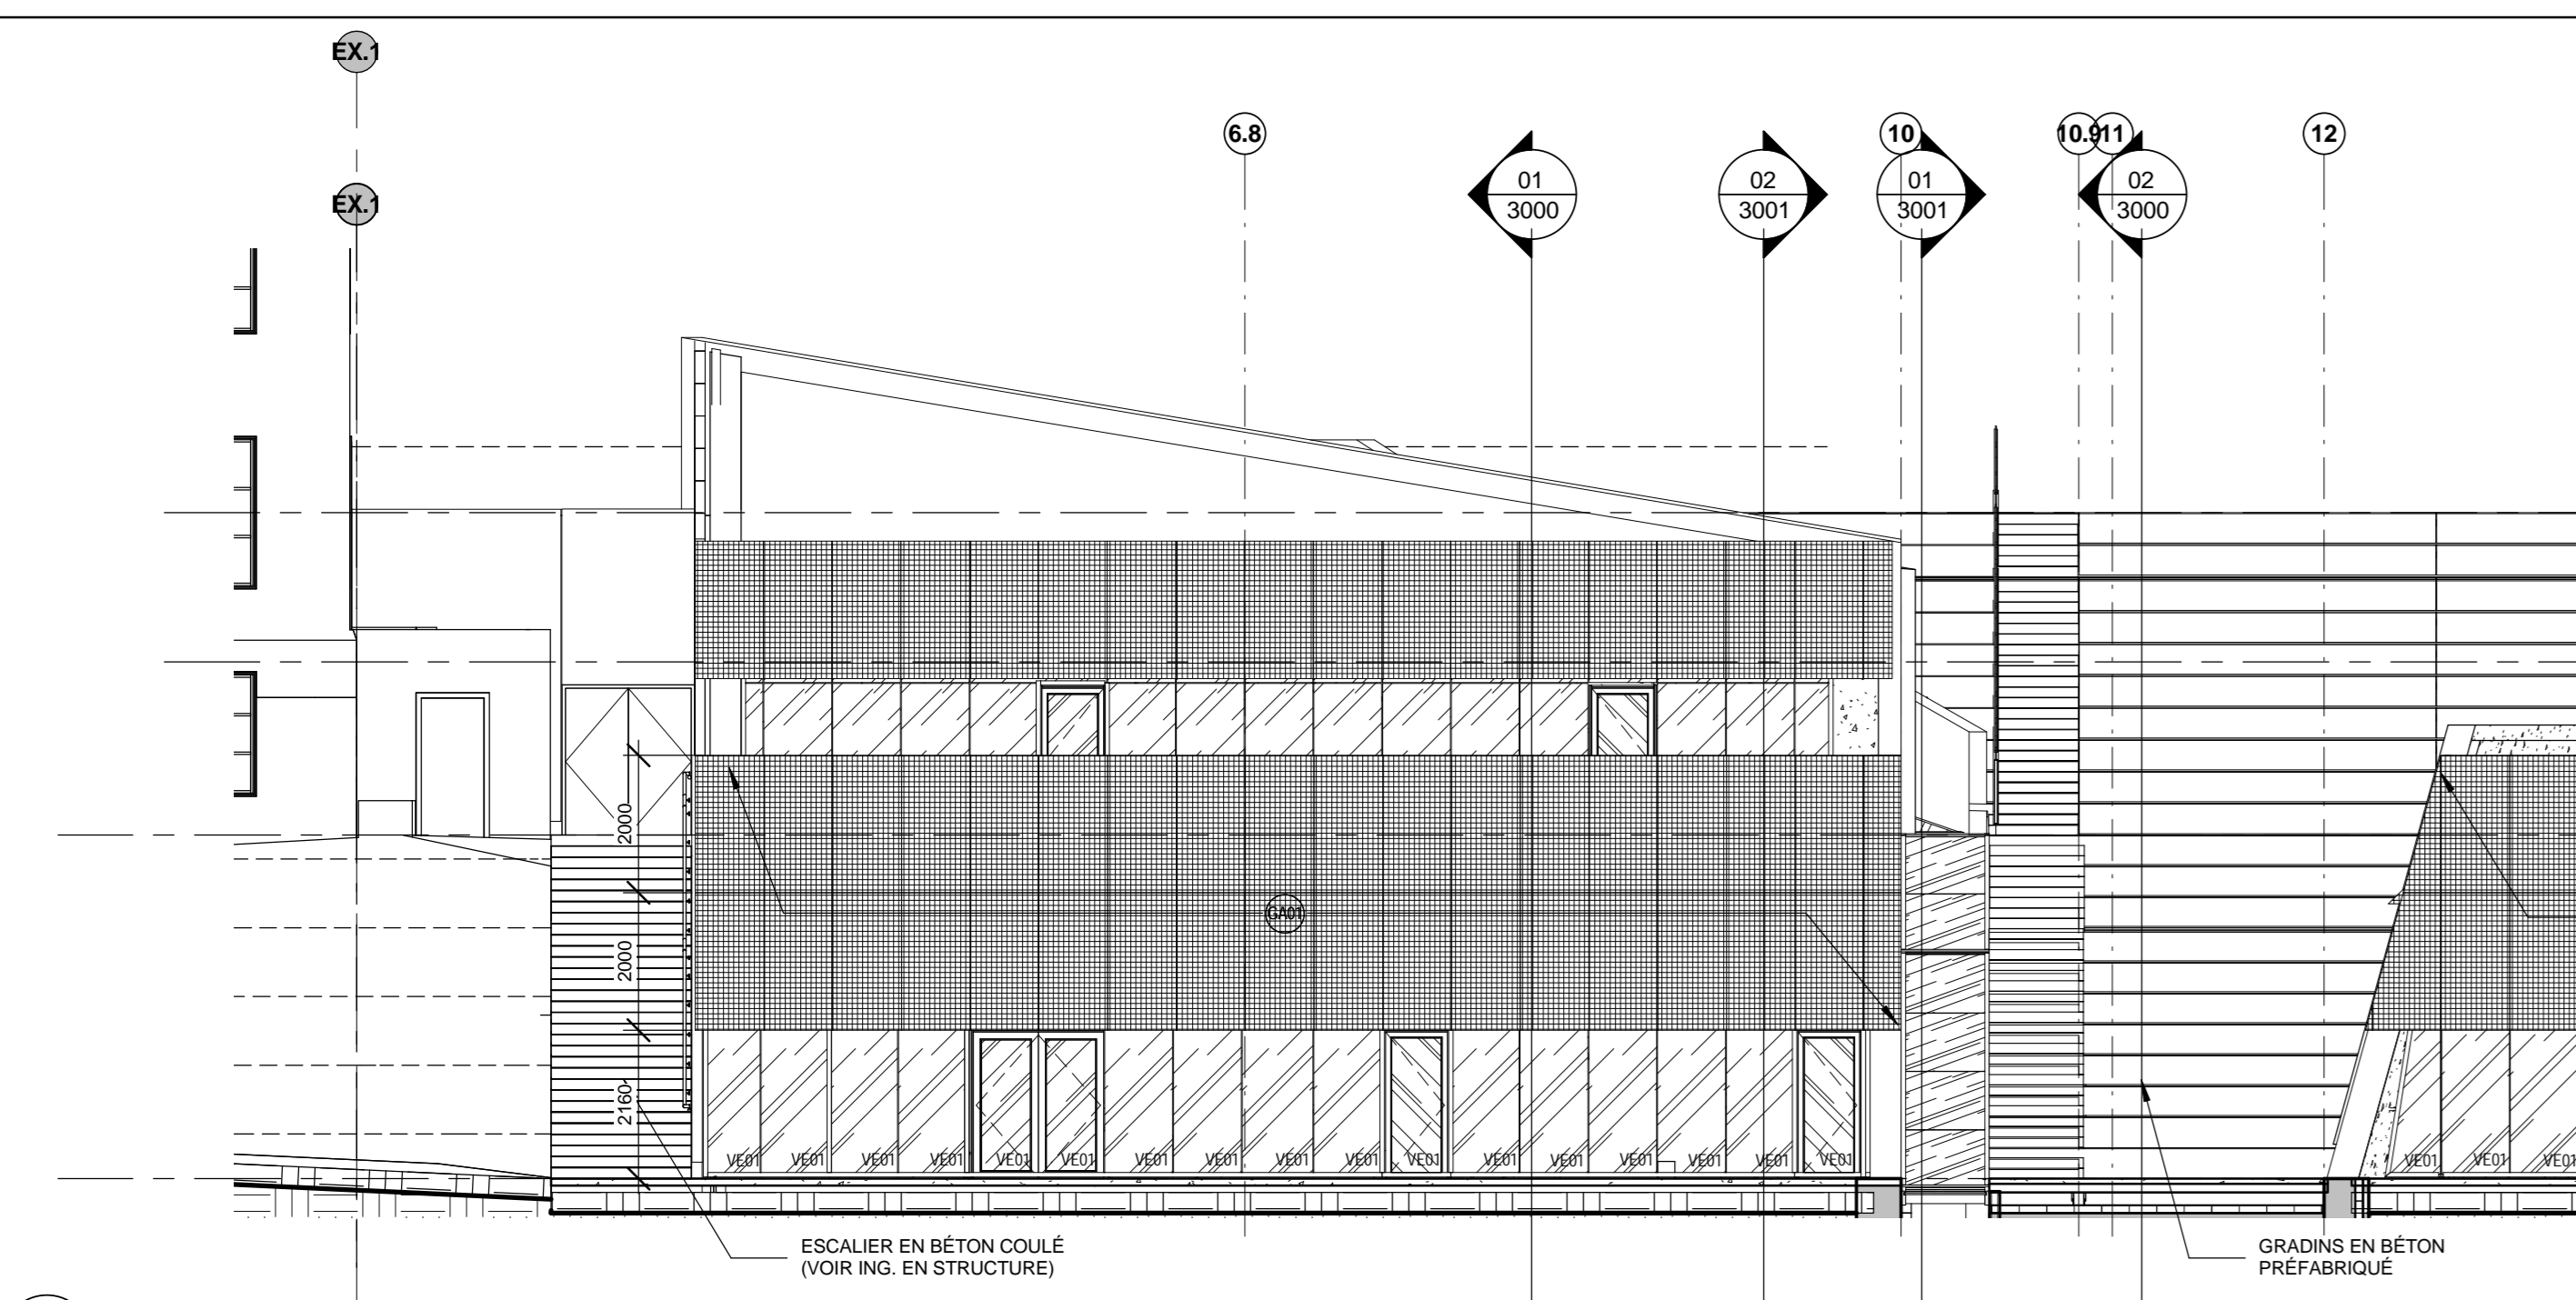 EX.1
6.8
10
10.9
11
12
EX.1
01
3000
02
3001
01
3001
02
3000
2000
GA01
2000
2160
VE01 VE01 VE01 VE01 VE01 VE01 VE01 VE01 VE01 VE01 VE01 VE01 VE01 VE01 VE01 VE01 VE01 VE01 VE01 VE01
ESCALIER EN BÉTON COULÉ
(VOIR ING. EN STRUCTURE)
GRADINS EN BÉTON
PRÉFABRIQUÉ